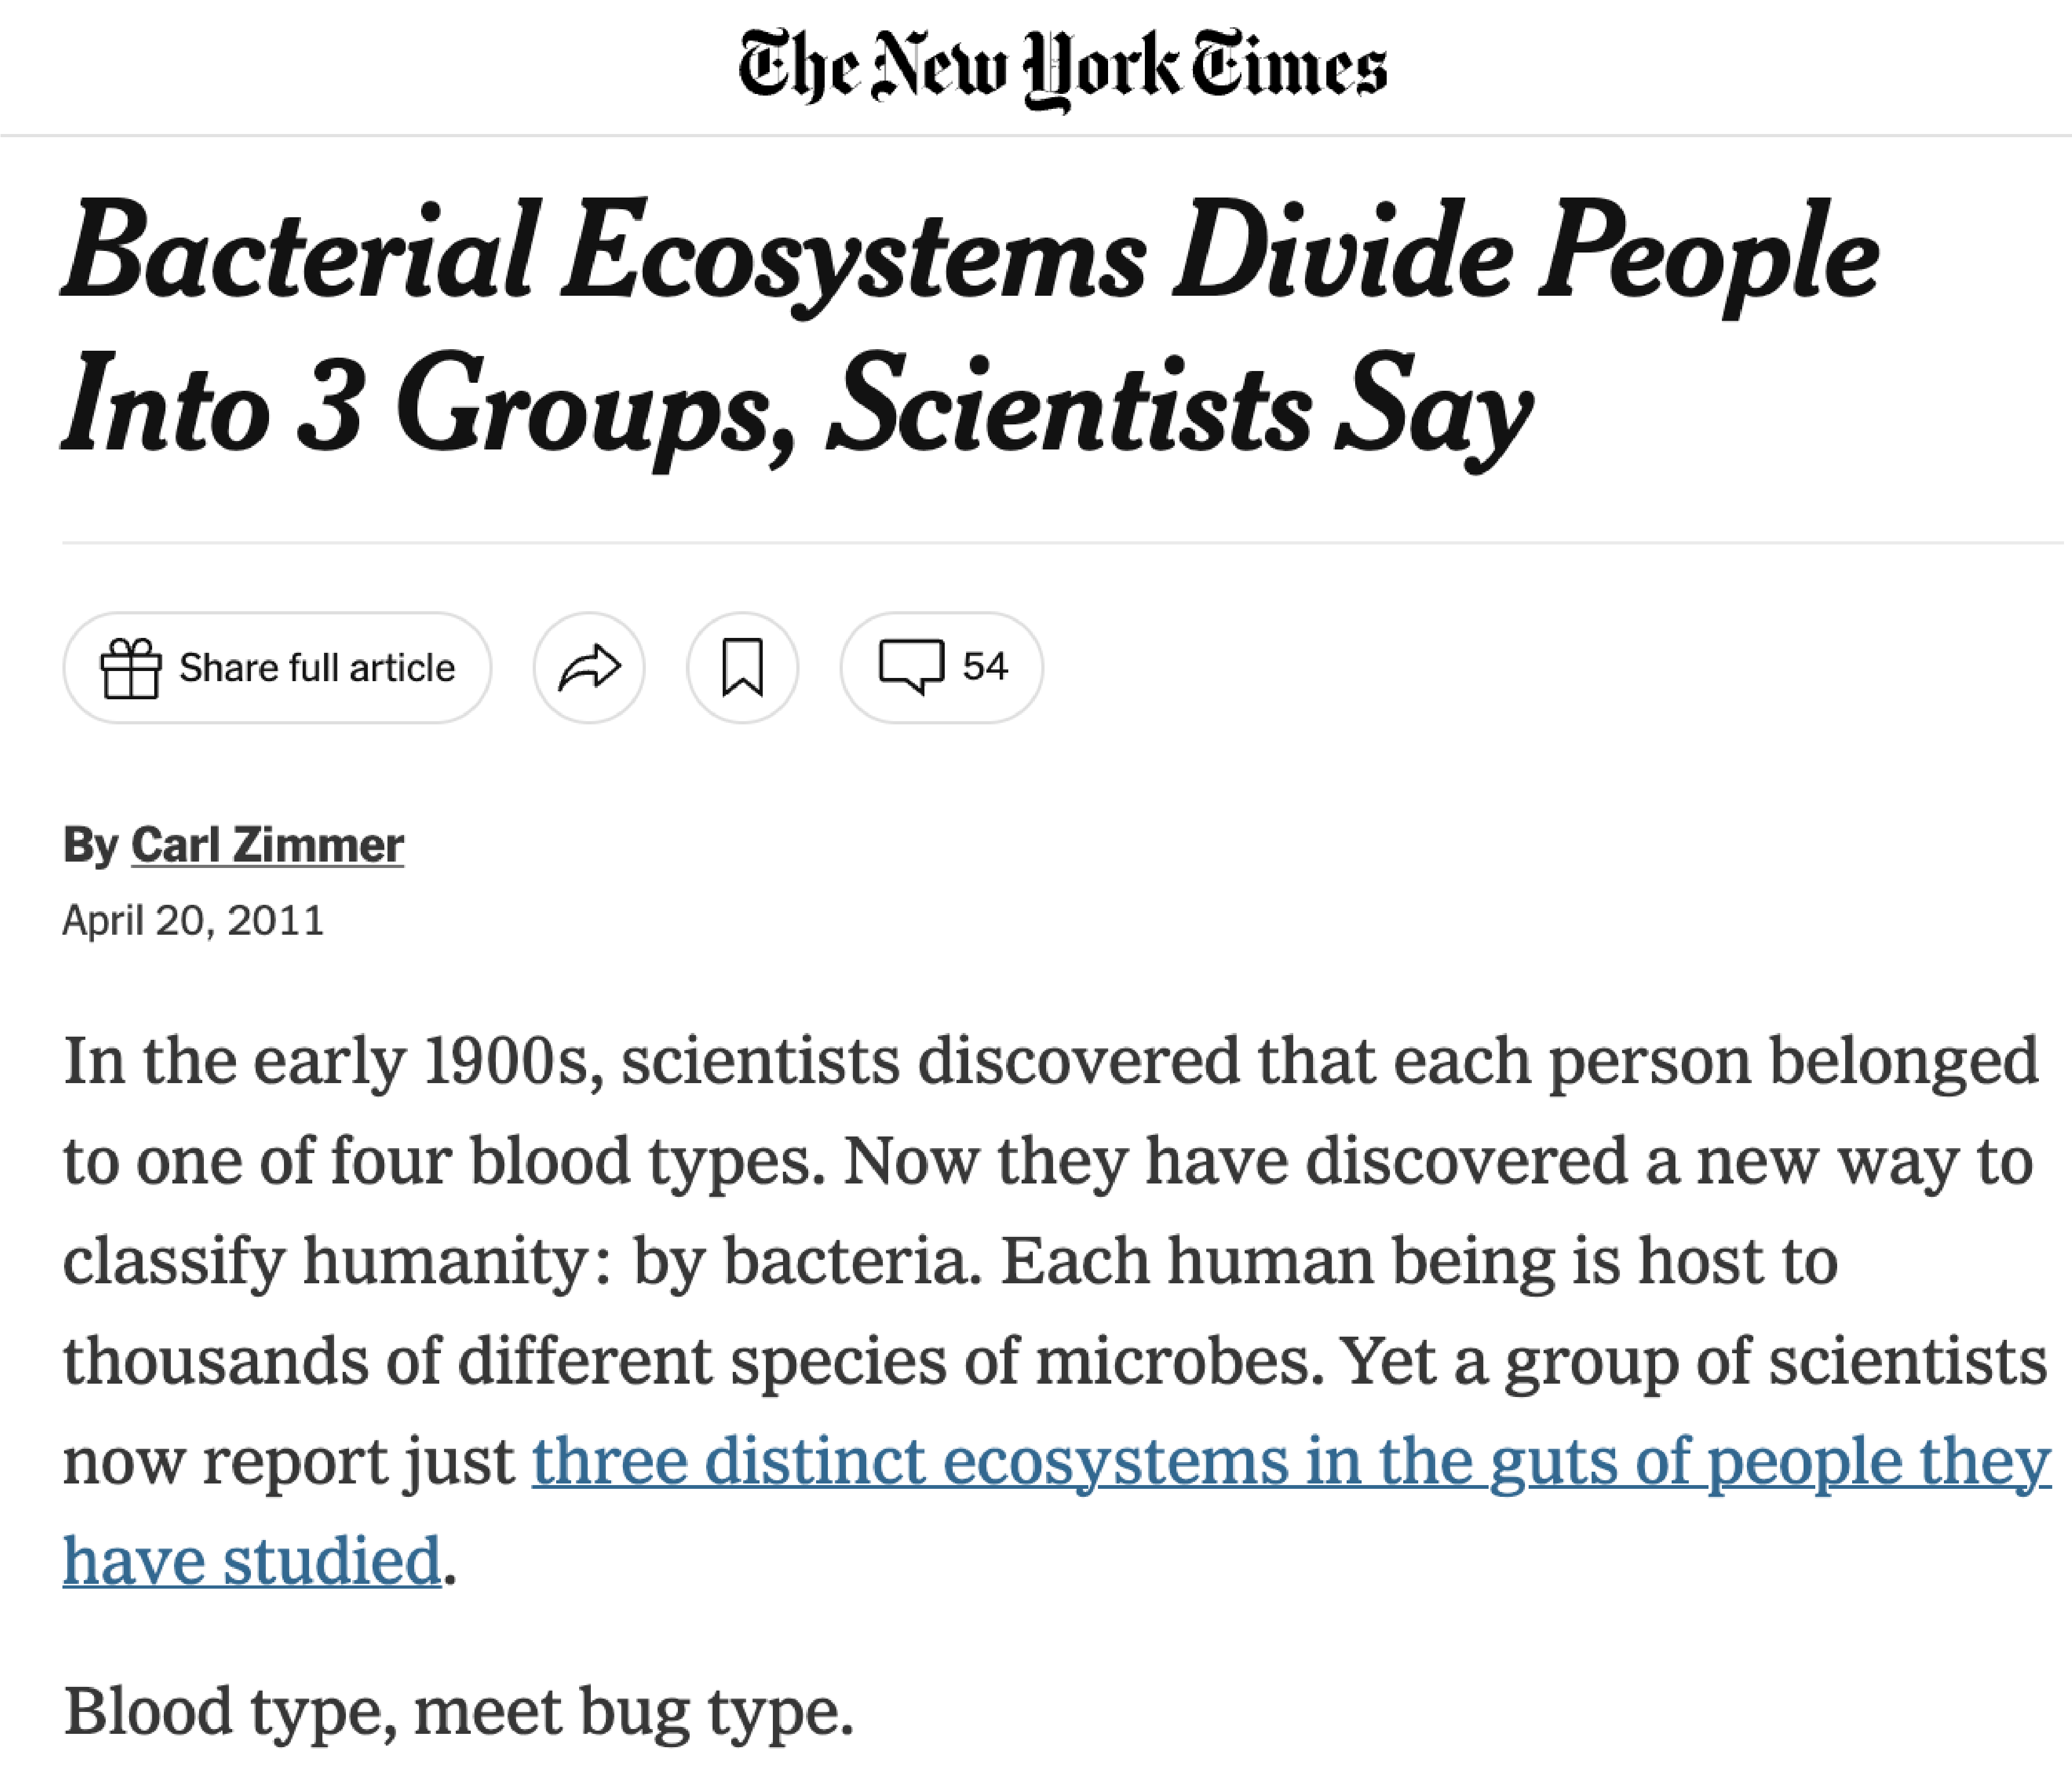 The New York Times
Bacterial Ecosystems Divide People
Into 3 Groups, Scientists Say
Share full article
54
By Carl Zimmer
April 20, 2011
In the early 1900s, scientists discovered that each person belonged
to one of four blood types. Now they have discovered a new way to
classify humanity: by bacteria. Each human being is host to
thousands of different species of microbes. Yet a group of scientists
now report just three distinct ecosystems in the guts of people they
have studied.
Blood type, meet bug type.